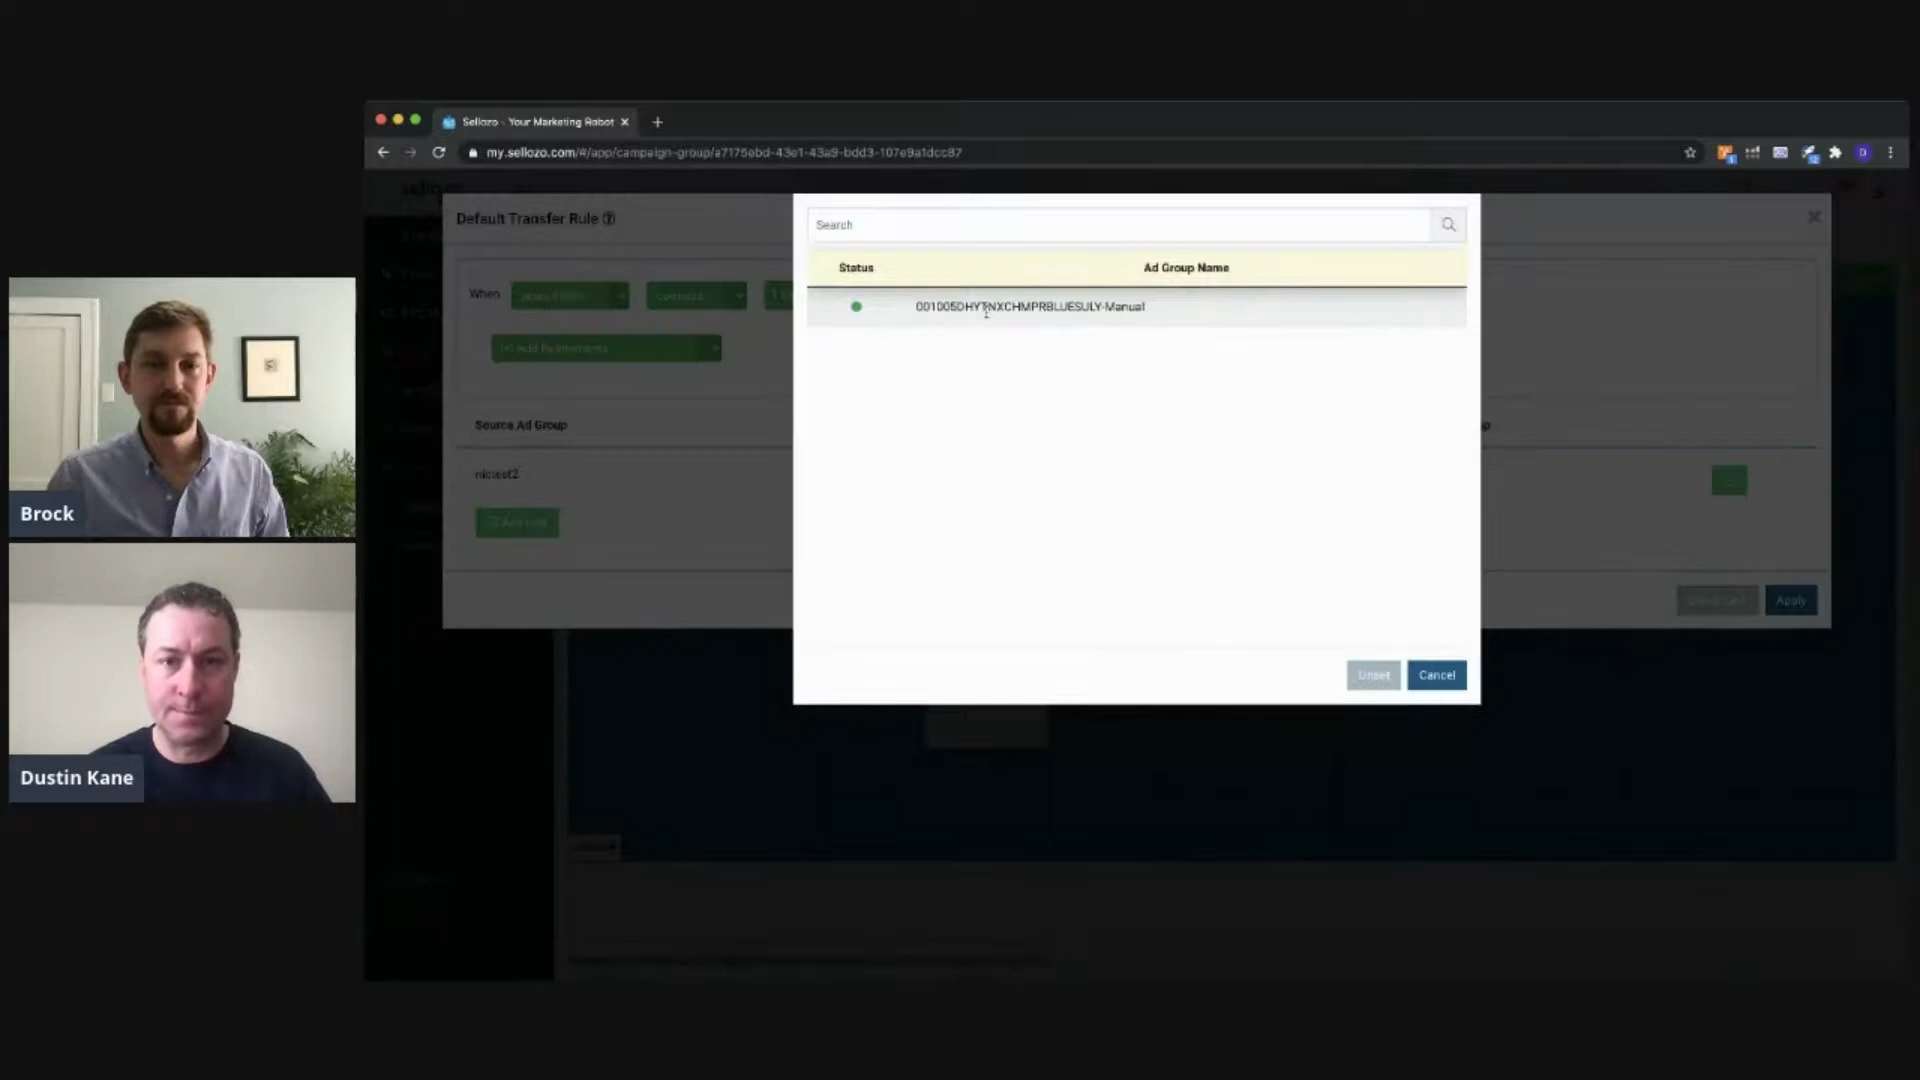 Sellozo - Your Marketing Robot
my.sellozo.com/#/app/campaign-group/a7175ebd-43e1-43a9-bdd3-107e9a1dcc87
Default Transfer Rule
When
Search
Status Ad Group Name
001005DHYTNXCHMPRBLUESULY-Manual
Source Ad Group
nictest2
Unset Cancel
Apply
Brock
Dustin Kane